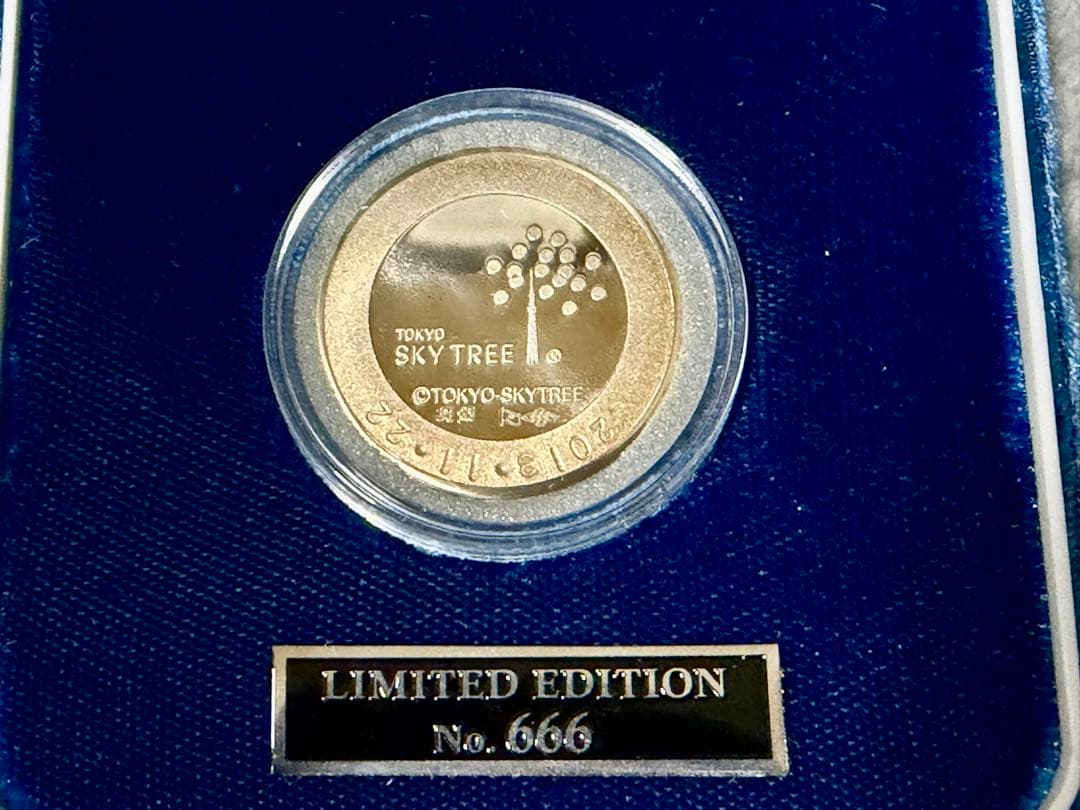 TOKYO
SKY TREE
©TOKYO-SKYTREE
2013・11・22
LIMITED EDITION
No. 666